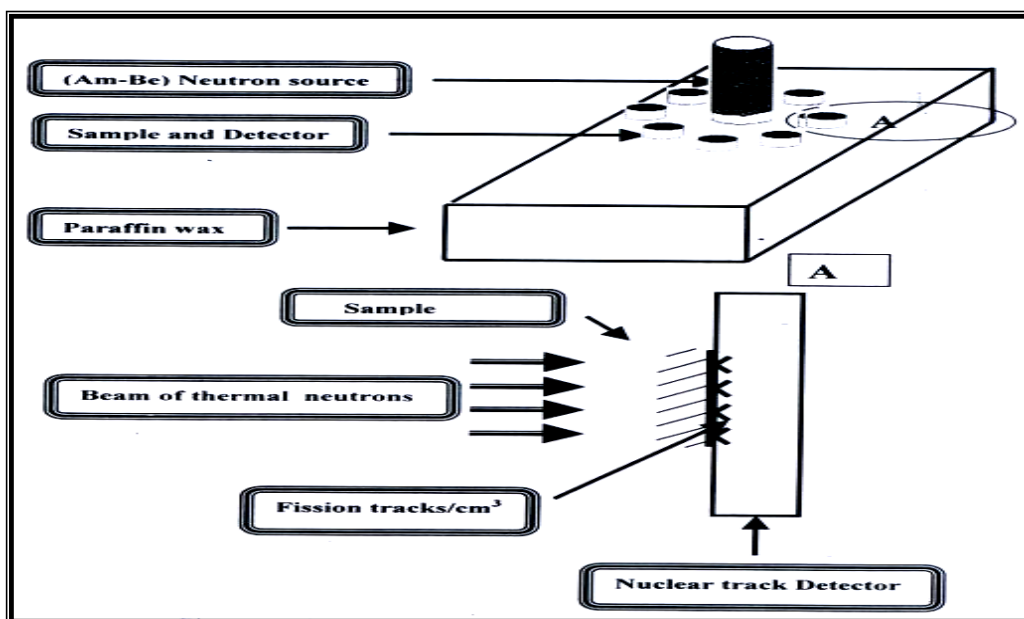 (Am-Be) Neutron source
Sample and Detector
A
Paraffin wax
A
Sample
Beam of thermal neutrons
Fission tracks/cm³
Nuclear track Detector